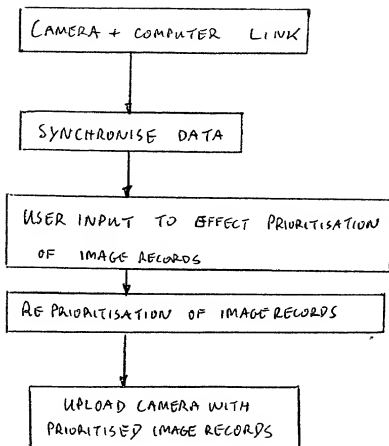 CAMERA + COMPUTER LINK
SYNCHRONISE DATA
USER INPUT TO EFFECT PRIORITISATION
OF IMAGE RECORDS
RE PRIORITISATION OF IMAGE RECORDS
UPLOAD CAMERA WITH
PRIORITISED IMAGE RECORDS